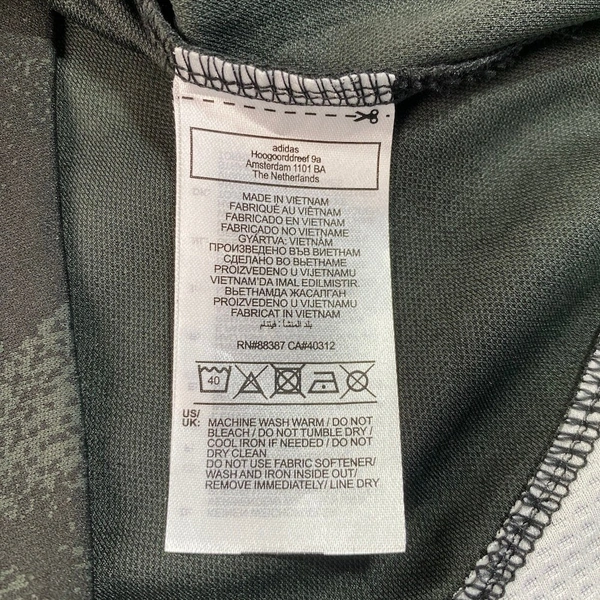 adidas
Hoogoorddreef 9a
Amsterdam 1101 BA
The Netherlands
MADE IN VIETNAM
FABRIQUÉ AU VIÊTNAM
FABRICADO EN VIETNAM
FABRICADO NO VIETNAME
GYÁRTVA: VIETNÁM
ПРОИЗВЕДЕНО ВЪВ ВИЕТНАМ
СДЕЛАНО ВО ВЬЕТНАМЕ
PROIZVEDENO U VIJETNAMU
VIETNAM'DA IMAL EDILMISTIR.
ВЬЕТНАМДА ЖАСАЛҒАН
PROIZVEDENO U VIJETNAMU
FABRICAT IN VIETNAM
بلد المنشأ : فيتنام
RN#88387 CA#40312
40
US/
UK: MACHINE WASH WARM / DO NOT
BLEACH / DO NOT TUMBLE DRY /
COOL IRON IF NEEDED / DO NOT
DRY CLEAN
DO NOT USE FABRIC SOFTENER/
WASH AND IRON INSIDE OUT/
REMOVE IMMEDIATELY/ LINE DRY